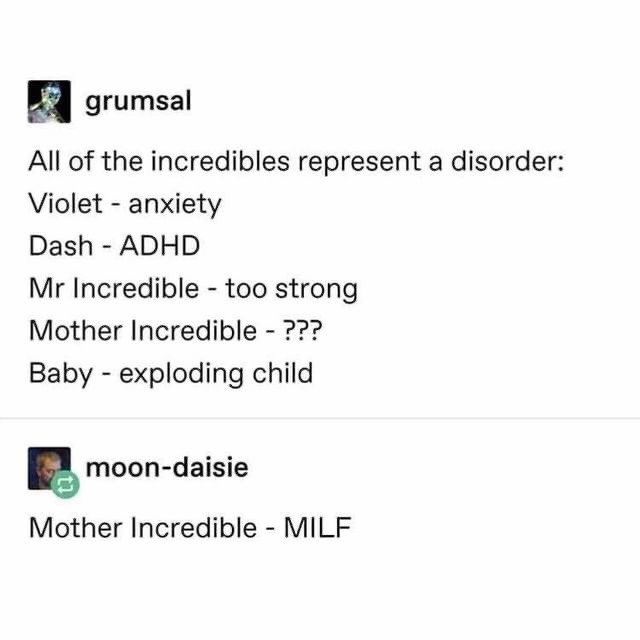 grumsal
All of the incredibles represent a disorder:
Violet - anxiety
Dash - ADHD
Mr Incredible - too strong
Mother Incredible - ???
Baby - exploding child
moon-daisie
Mother Incredible - MILF